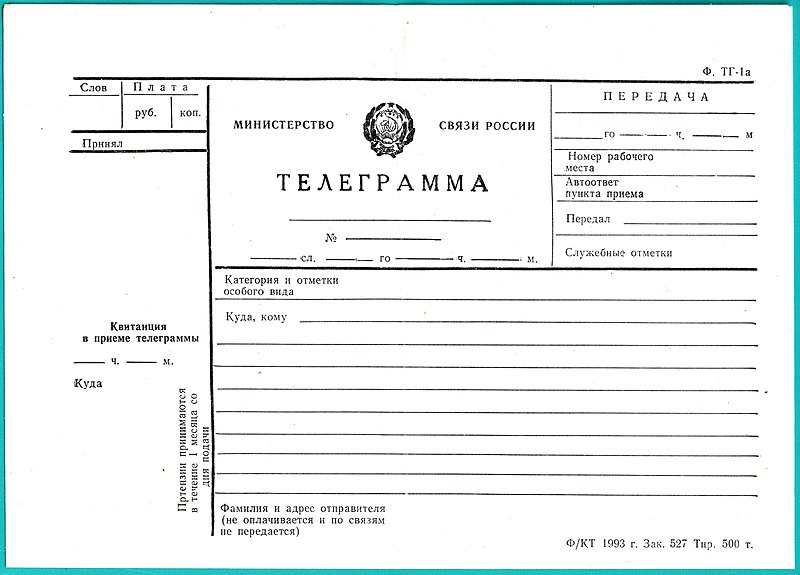 Ф. ТГ-1а
Слов
Плата
руб.
коп.
Принял
МИНИСТЕРСТВО
СВЯЗИ РОССИИ
ТЕЛЕГРАММА
№
сл.
го
ч.
м.
ПЕРЕДАЧА
го
ч.
м
Номер рабочего
места
Автоответ
пункта приема
Передал
Служебные отметки
Категория и отметки
особого вида
Куда, кому
Квитанция
в приеме телеграммы
ч.
м.
Куда
Пртензии принимаются
в течение 1 месяца со
дня подачи
Фамилия и адрес отправителя
(не оплачивается и по связям
не передается)
Ф/КТ 1993 г. Зак. 527 Тир. 500 т.